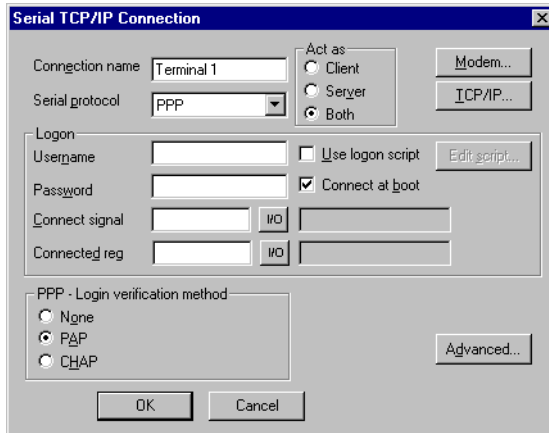 Serial TCP/IP Connection
Connection name
Terminal 1
Serial protocol
PPP
Act as
Client
Server
Both
Modem...
TCP/IP...
Logon
Username
Use logon script
Edit script...
Password
Connect at boot
Connect signal
I/O
Connected reg
I/O
PPP - Login verification method
None
PAP
CHAP
Advanced...
OK
Cancel